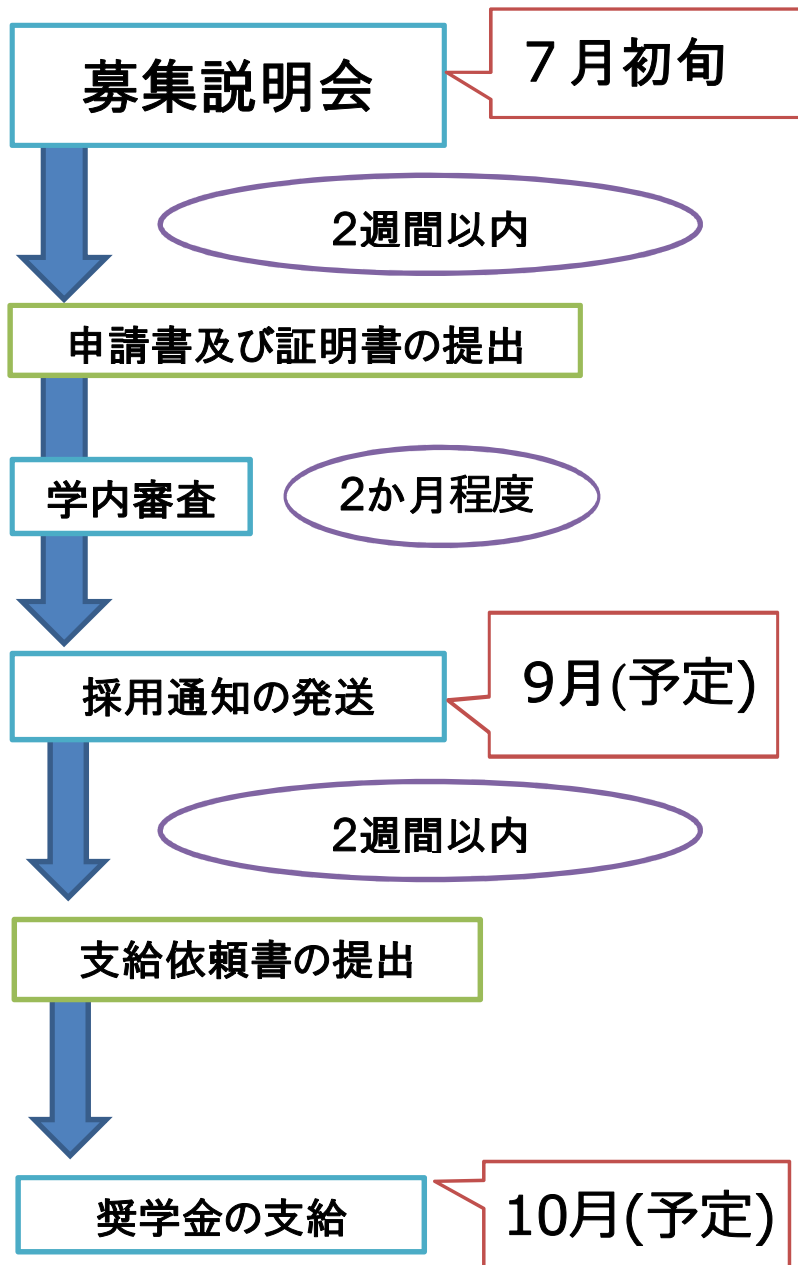 募集説明会
７月初旬
2週間以内
申請書及び証明書の提出
学内審査
2か月程度
採用通知の発送
9月(予定)
2週間以内
支給依頼書の提出
奨学金の支給
10月(予定)